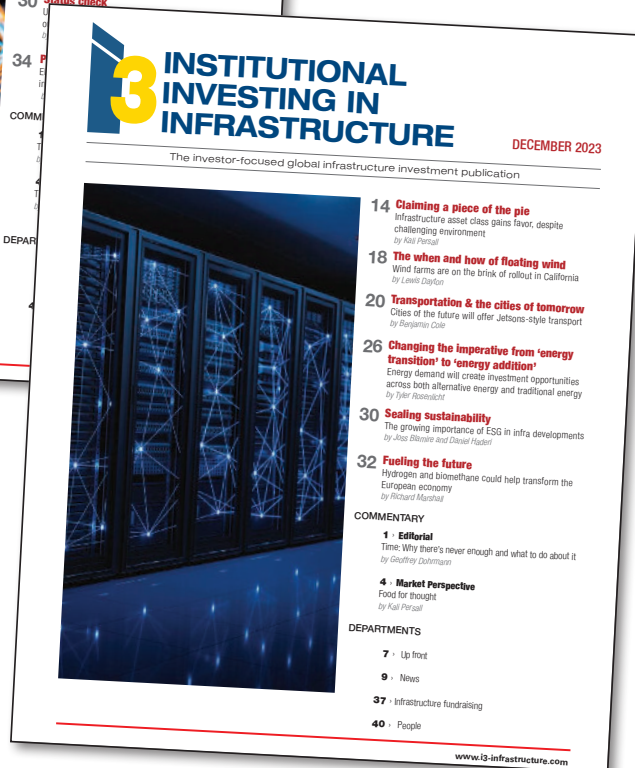 30 Status check
U
34 P
E
in
COMM
1
T
4
T
DEPAR
4
i3
INSTITUTIONAL
INVESTING IN
INFRASTRUCTURE
DECEMBER 2023
The investor-focused global infrastructure investment publication
14 Claiming a piece of the pie
Infrastructure asset class gains favor, despite
challenging environment
by Kali Persall
18 The when and how of floating wind
Wind farms are on the brink of rollout in California
by Lewis Dayton
20 Transportation & the cities of tomorrow
Cities of the future will offer Jetsons-style transport
by Benjamin Cole
26 Changing the imperative from ‘energy
transition’ to ‘energy addition’
Energy demand will create investment opportunities
across both alternative energy and traditional energy
by Tyler Rosenlicht
30 Sealing sustainability
The growing importance of ESG in infra developments
by Joss Blamire and Daniel Haderi
32 Fueling the future
Hydrogen and biomethane could help transform the
European economy
by Richard Marshall
COMMENTARY
1 › Editorial
Time: Why there's never enough and what to do about it
by Geoffrey Dohrmann
4 › Market Perspective
Food for thought
by Kali Persall
DEPARTMENTS
7 › Up front
9 › News
37 › Infrastructure fundraising
40 › People
www.i3-infrastructure.com